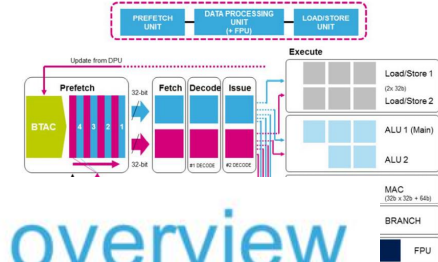 PREFETCH UNIT
DATA PROCESSING UNIT (+ FPU)
LOAD/STORE UNIT
Update from DPU
Execute
Prefetch
Fetch
Decode
Issue
BTAC
4 3 2 1
32-bit
32-bit
#1 DECODE
#2 DECODE
Load/Store 1
(2x 32b)
Load/Store 2
ALU 1 (Main)
ALU 2
MAC
(32b x 32b + 64b)
BRANCH
FPU
overview